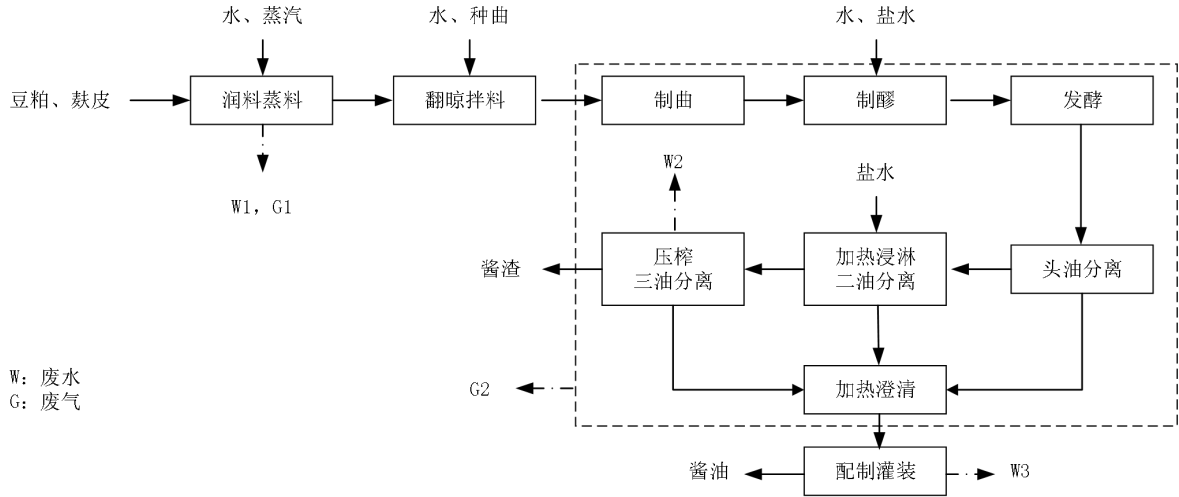 水、蒸汽
水、种曲
水、盐水
豆粕、麸皮
润料蒸料
翻晾拌料
制曲
制醪
发酵
W1，G1
W2
盐水
酱渣
压榨
三油分离
加热浸淋
二油分离
头油分离
W：废水
G：废气
G2
加热澄清
酱油
配制灌装
W3